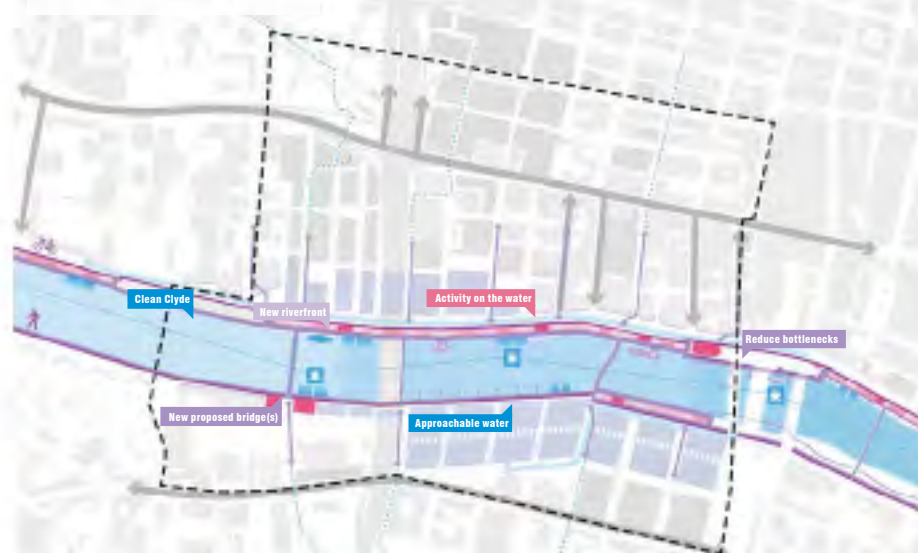 Clean Clyde
New riverfront
Activity on the water
Reduce bottlenecks
New proposed bridge(s)
Approachable water